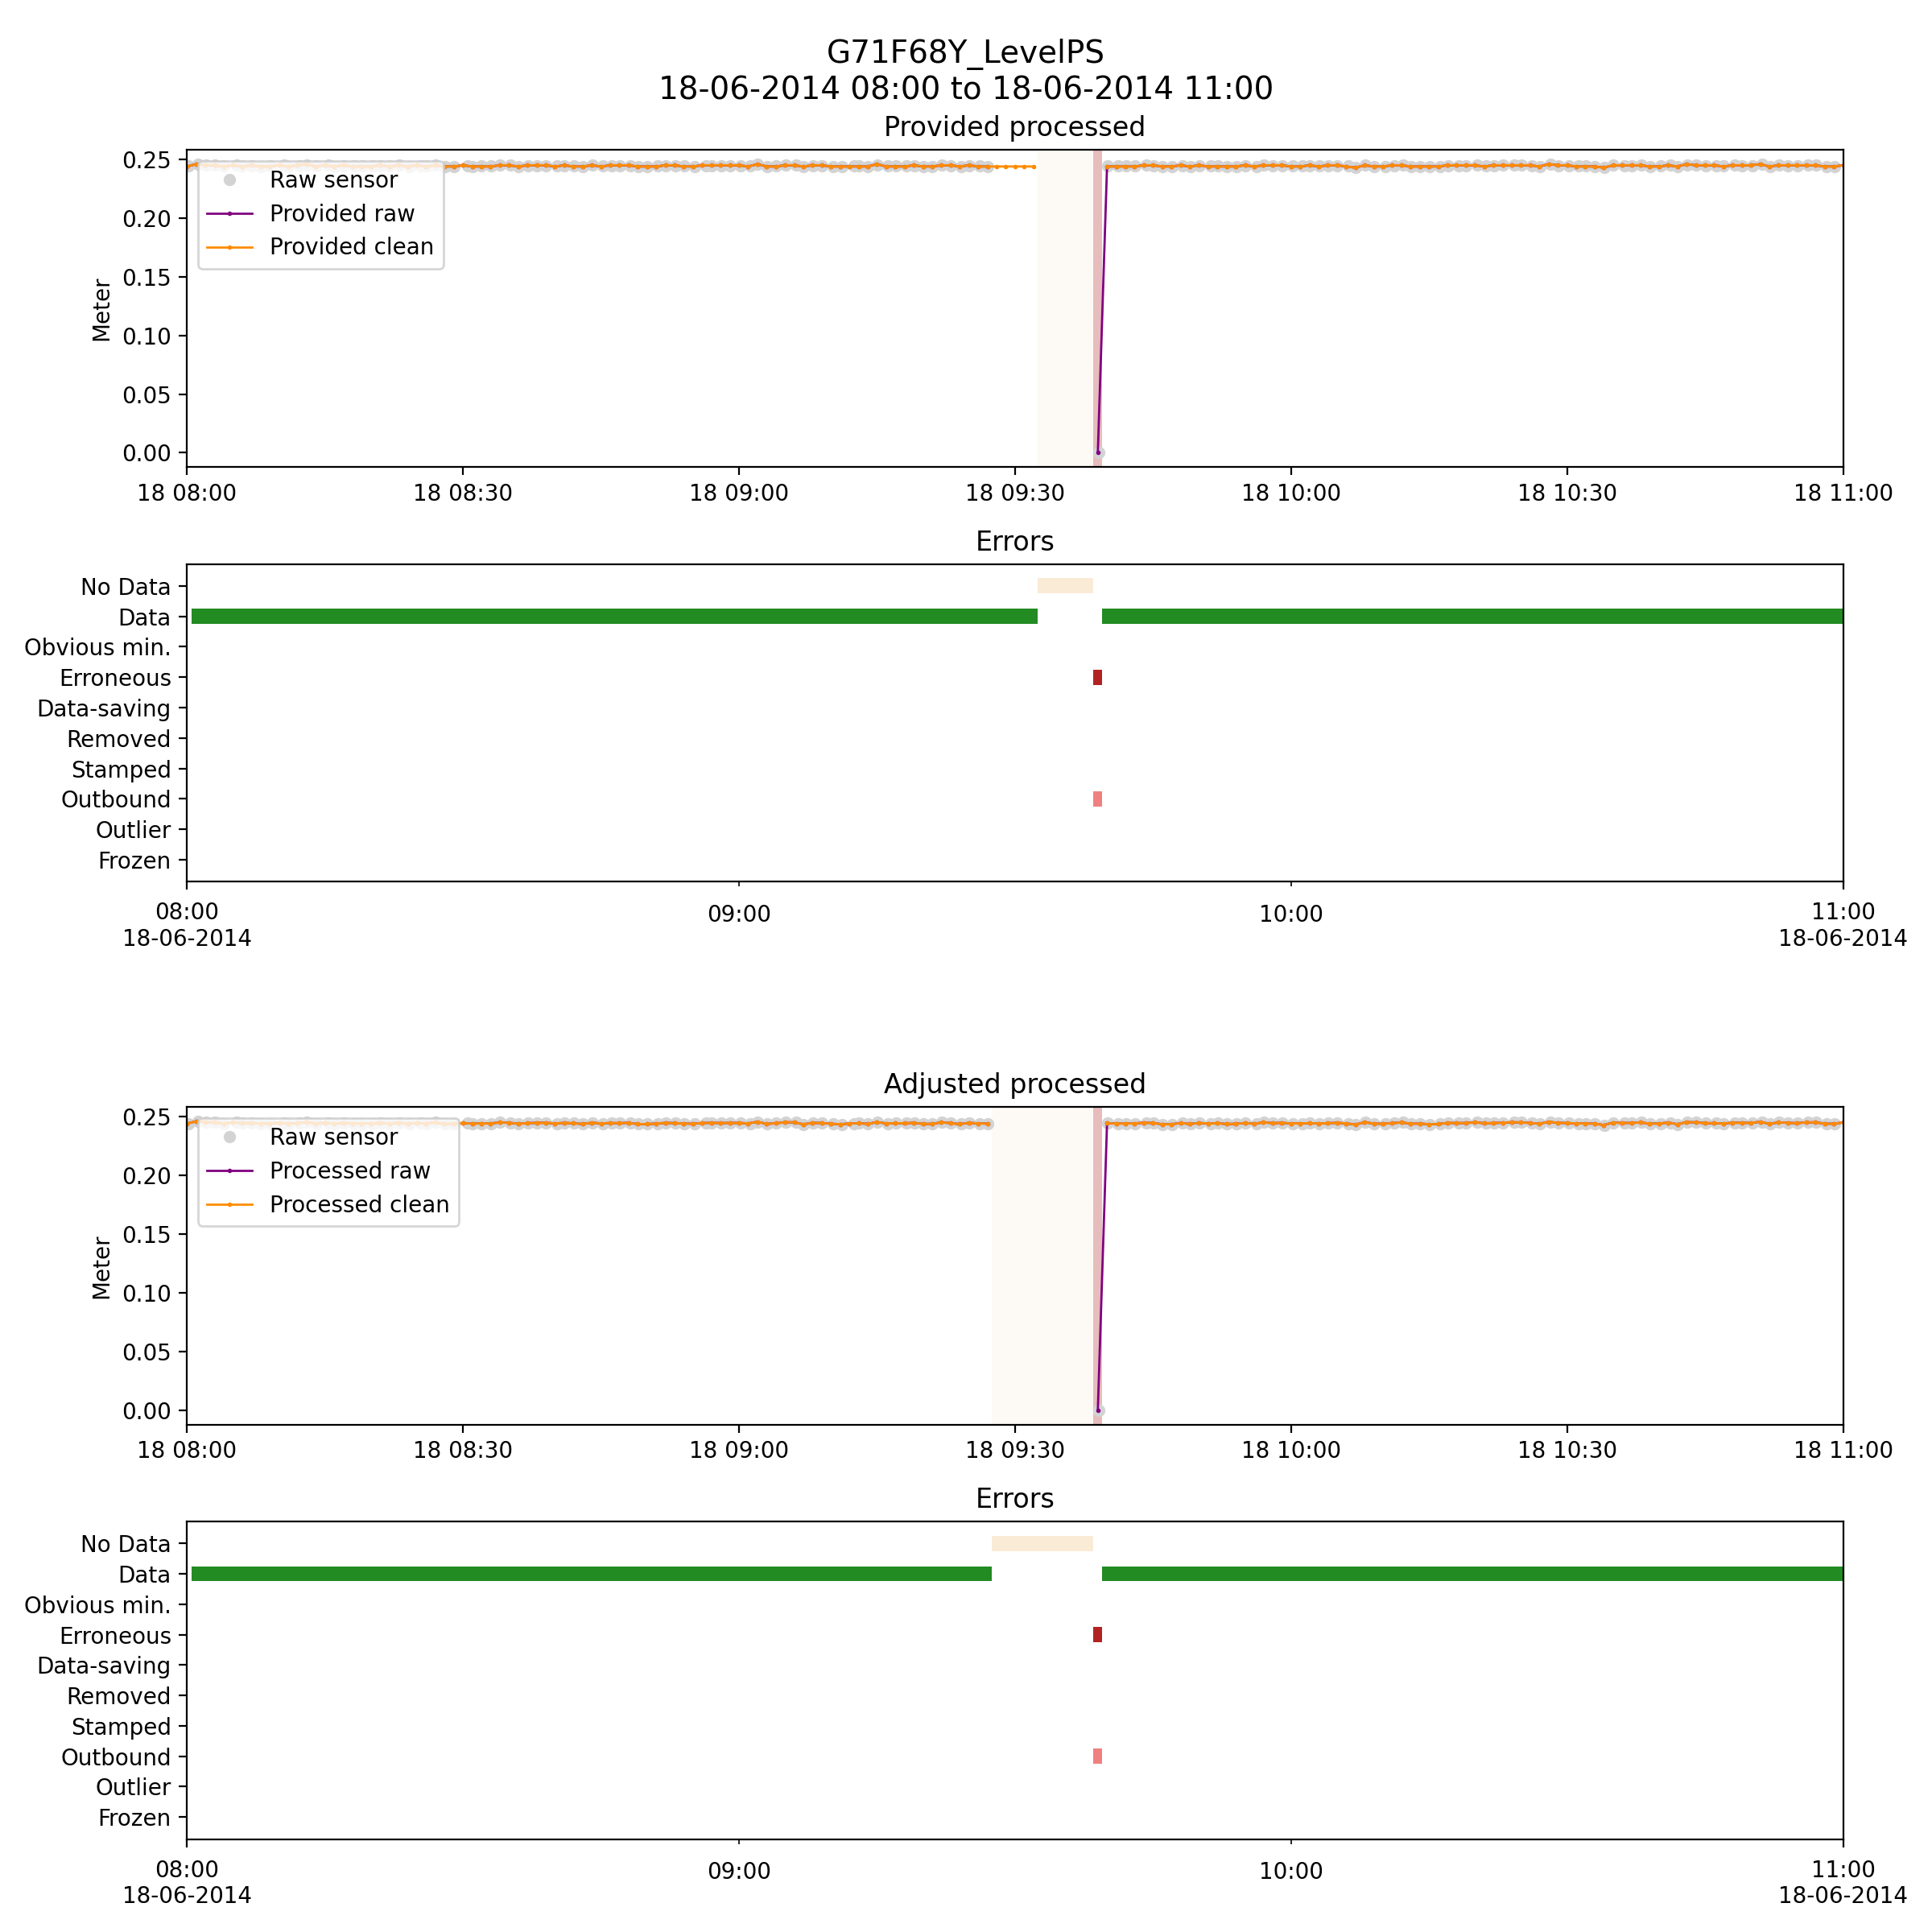 G71F68Y_LevelPS
18-06-2014 08:00 to 18-06-2014 11:00
Provided processed
0.25
0.20
0.15
0.10
0.05
0.00
Meter
Raw sensor
Provided raw
Provided clean
18 08:00 18 08:30 18 09:00 18 09:30 18 10:00 18 10:30 18 11:00
Errors
No Data
Data
Obvious min.
Erroneous
Data-saving
Removed
Stamped
Outbound
Outlier
Frozen
08:00 09:00 10:00 11:00
18-06-2014 18-06-2014
Adjusted processed
0.25
0.20
0.15
0.10
0.05
0.00
Meter
Raw sensor
Processed raw
Processed clean
18 08:00 18 08:30 18 09:00 18 09:30 18 10:00 18 10:30 18 11:00
Errors
No Data
Data
Obvious min.
Erroneous
Data-saving
Removed
Stamped
Outbound
Outlier
Frozen
08:00 09:00 10:00 11:00
18-06-2014 18-06-2014